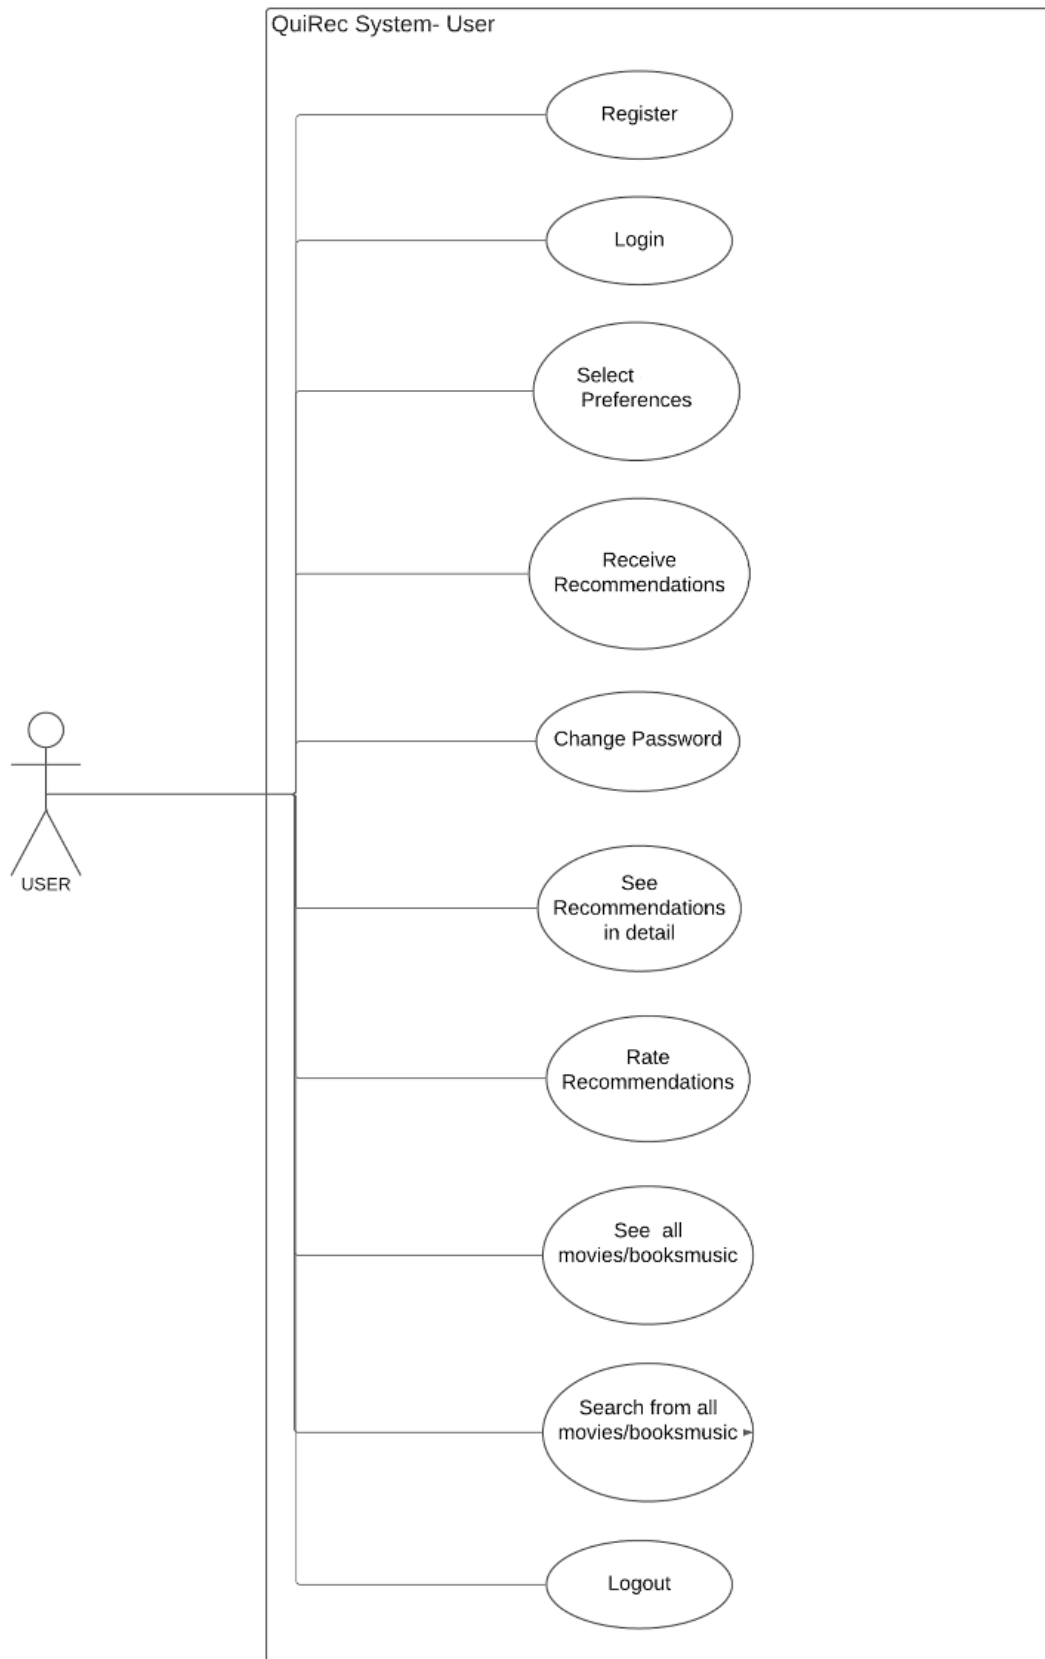 QuiRec System- User
Register
Login
Select
Preferences
Receive
Recommendations
Change Password
USER
See
Recommendations
in detail
Rate
Recommendations
See all
movies/booksmusic
Search from all
movies/booksmusic
Logout